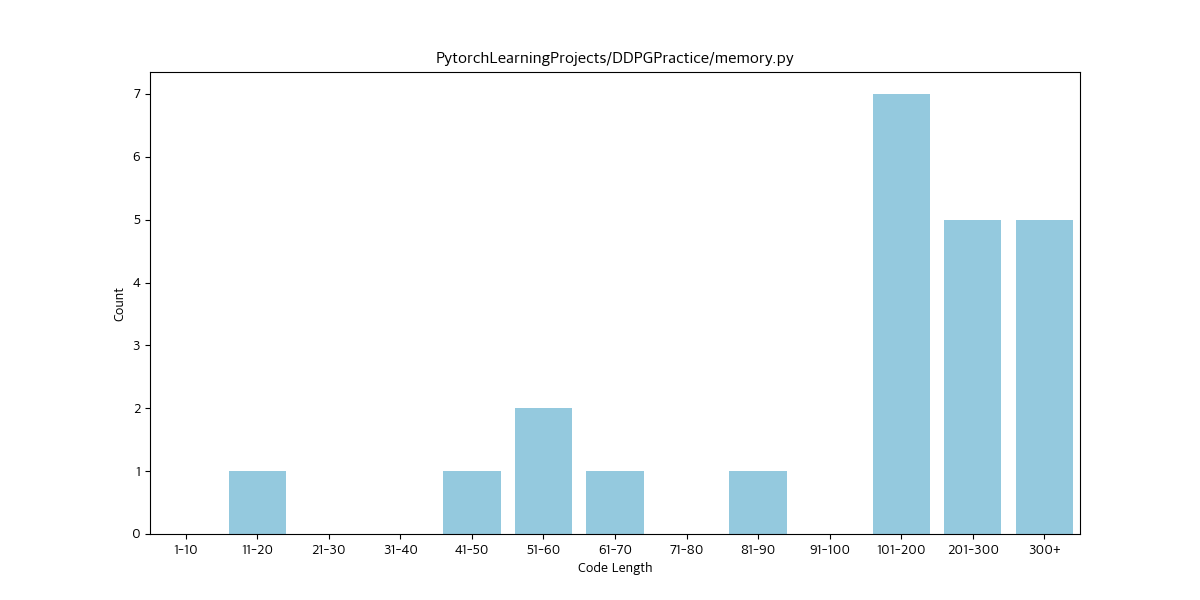 PytorchLearningProjects/DDPGPractice/memory.py
7
6
5
4
3
2
1
0
Count
1-10 11-20 21-30 31-40 41-50 51-60 61-70 71-80 81-90 91-100 101-200 201-300 300+
Code Length